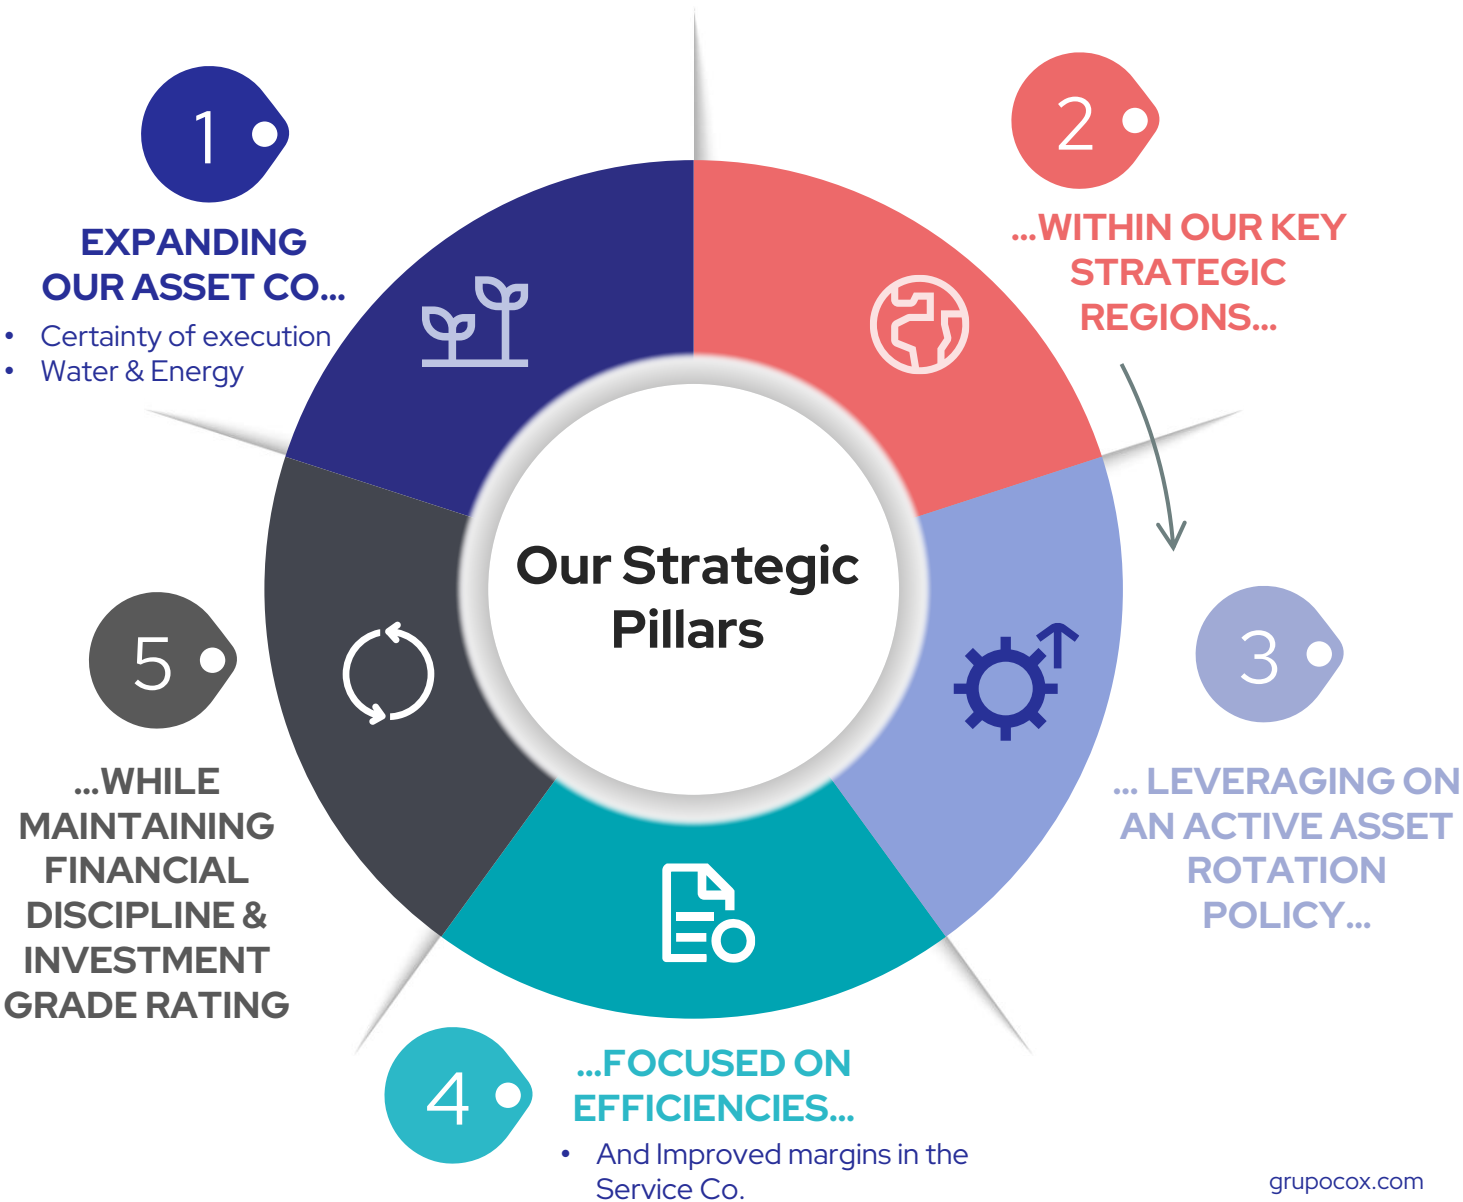 1
EXPANDING
OUR ASSET CO...
• Certainty of execution
• Water & Energy
2
...WITHIN OUR KEY
STRATEGIC
REGIONS...
Our Strategic
Pillars
3
... LEVERAGING ON
AN ACTIVE ASSET
ROTATION
POLICY...
4
...FOCUSED ON
EFFICIENCIES...
• And Improved margins in the
Service Co.
5
...WHILE
MAINTAINING
FINANCIAL
DISCIPLINE &
INVESTMENT
GRADE RATING
grupocox.com